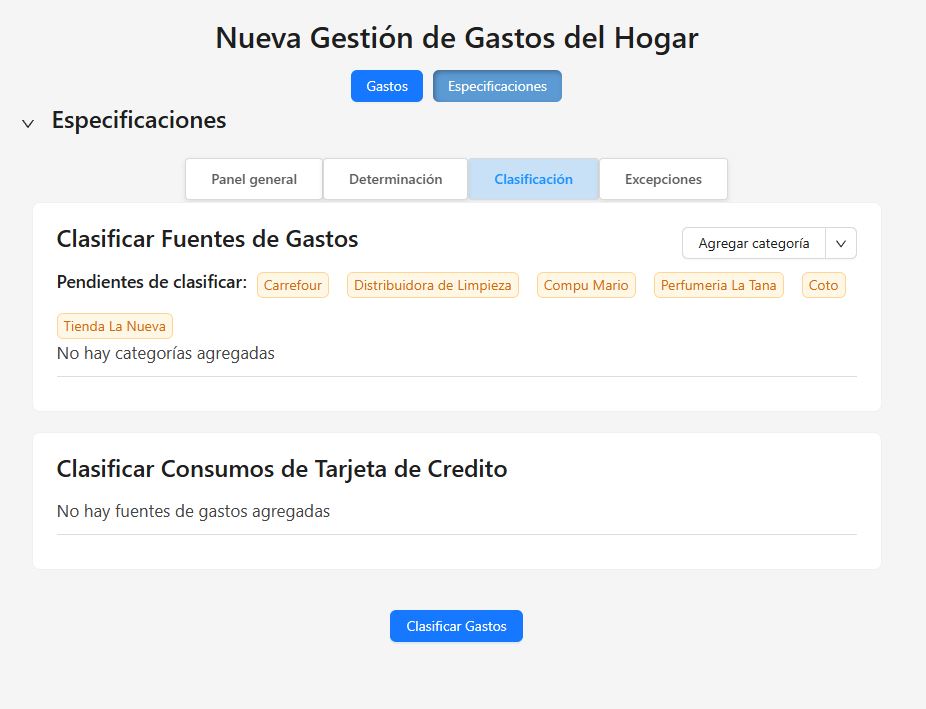 Nueva Gestión de Gastos del Hogar
Gastos Especificaciones
Especificaciones
Panel general Determinación Clasificación Excepciones
Clasificar Fuentes de Gastos
Agregar categoría
Pendientes de clasificar: Carrefour Distribuidora de Limpieza Compu Mario Perfumeria La Tana Coto
Tienda La Nueva
No hay categorías agregadas
Clasificar Consumos de Tarjeta de Credito
No hay fuentes de gastos agregadas
Clasificar Gastos